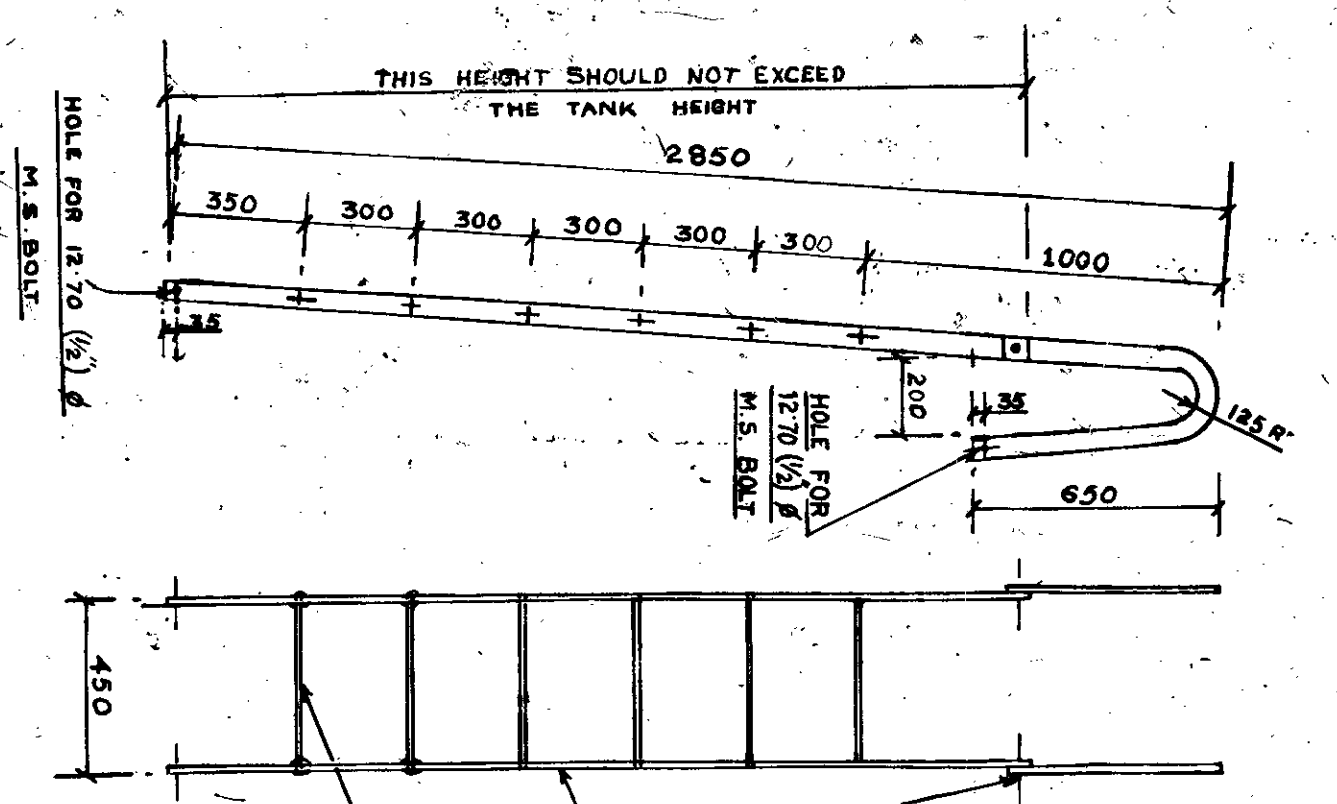 THIS HEIGHT SHOULD NOT EXCEED
THE TANK HEIGHT
2850
350
300
300
300
300
300
1000
HOLE FOR 12·70 (1/2") ø
M.S. BOLT
35
200
35
125 R
HOLE FOR
12·70 (1/2") ø
M.S. BOLT
650
450